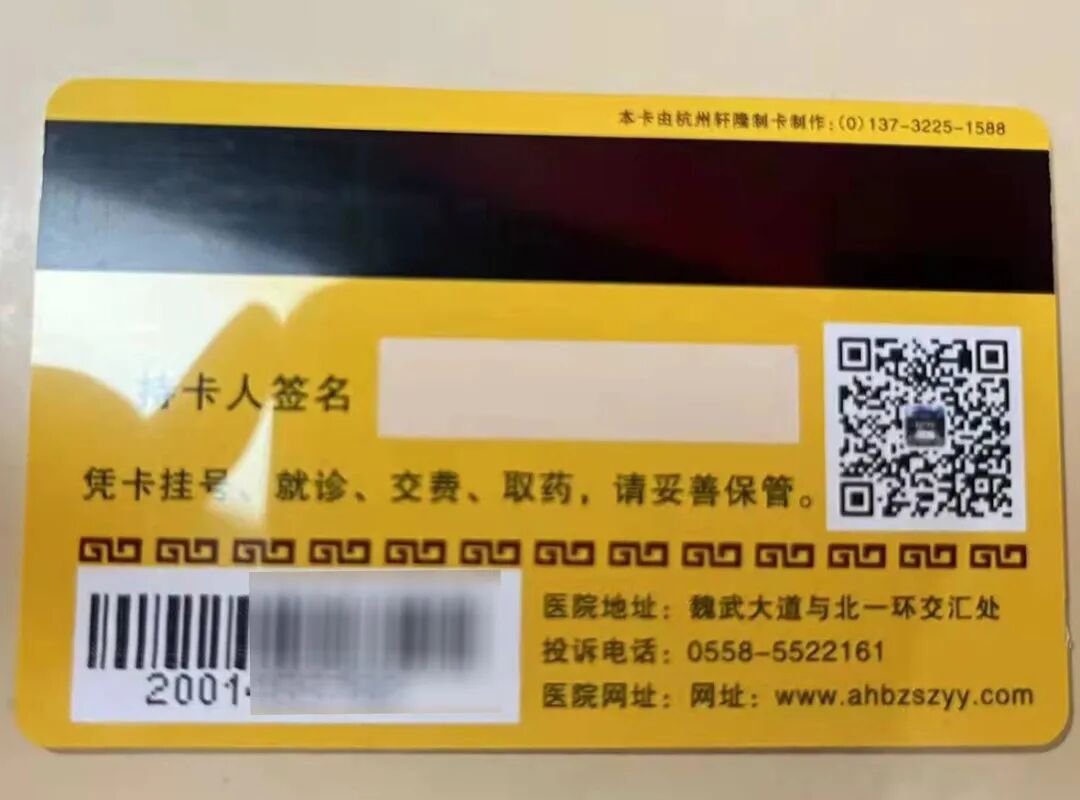 本卡由杭州轩隆制卡制作:(0)137-3225-1588
持卡人签名
凭卡挂号、就诊、交费、取药，请妥善保管。
医院地址：魏武大道与北一环交汇处
投诉电话：0558-5522161
医院网址：网址：www.ahbzszyy.com
2001